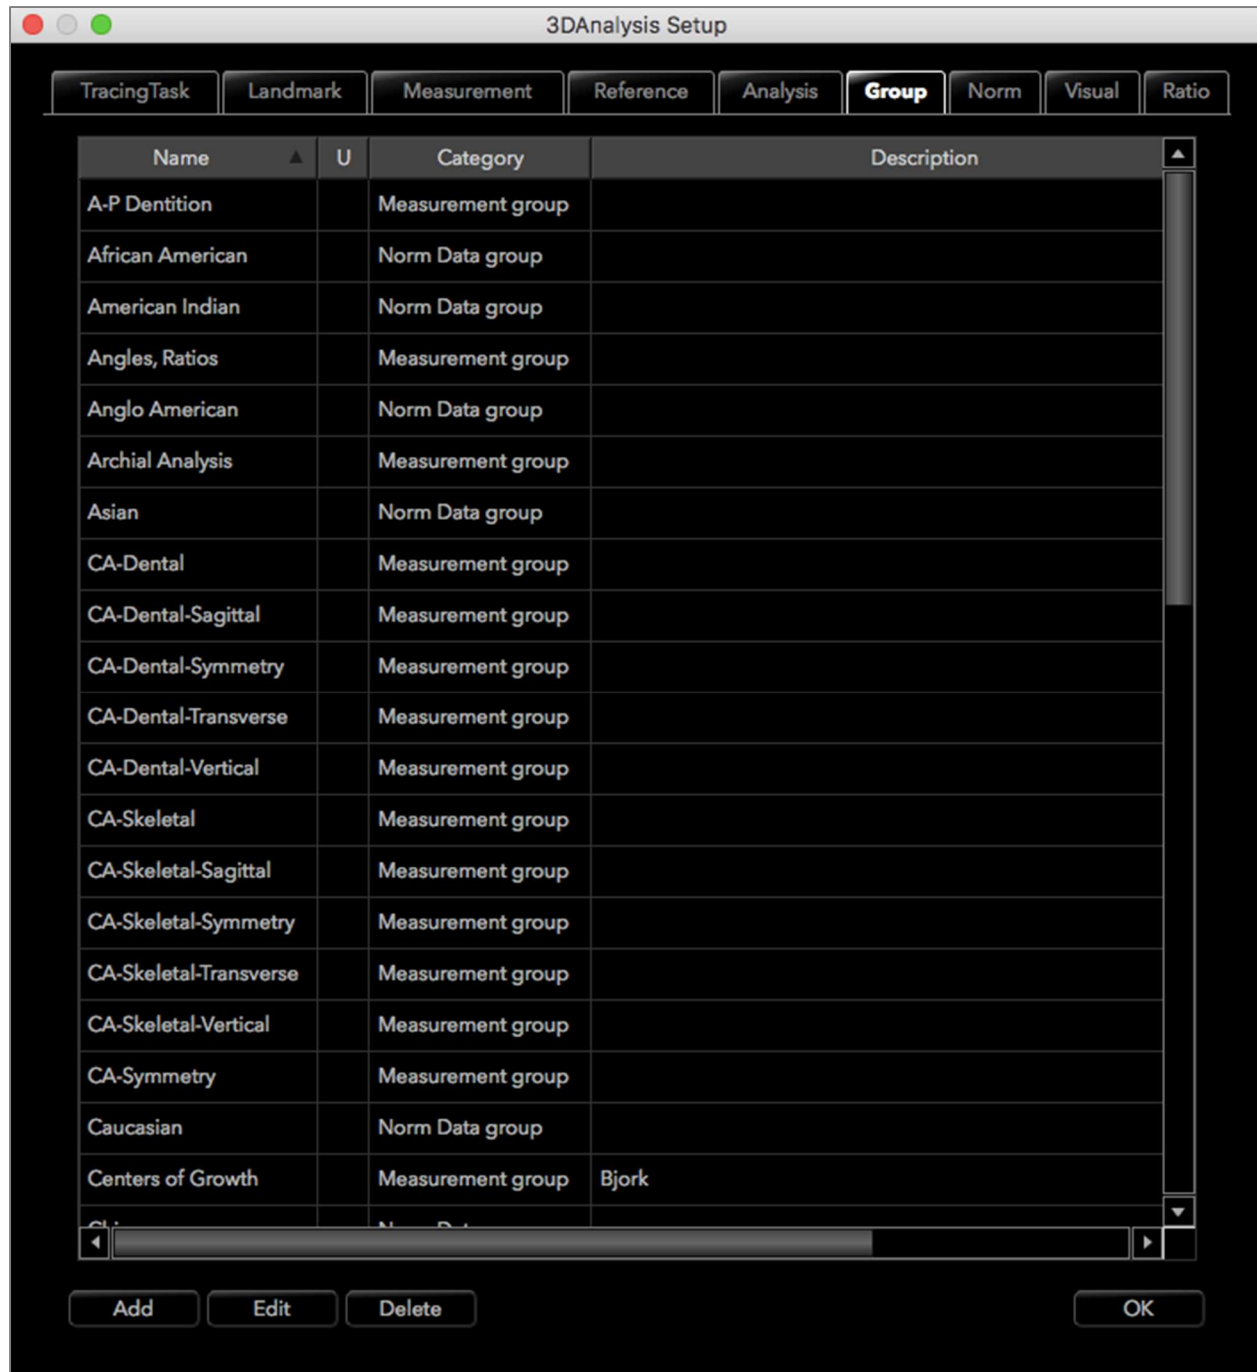 3DAnalysis Setup
TracingTask Landmark Measurement Reference Analysis Group Norm Visual Ratio
Name U Category Description
A-P Dentition Measurement group
African American Norm Data group
American Indian Norm Data group
Angles, Ratios Measurement group
Anglo American Norm Data group
Archial Analysis Measurement group
Asian Norm Data group
CA-Dental Measurement group
CA-Dental-Sagittal Measurement group
CA-Dental-Symmetry Measurement group
CA-Dental-Transverse Measurement group
CA-Dental-Vertical Measurement group
CA-Skeletal Measurement group
CA-Skeletal-Sagittal Measurement group
CA-Skeletal-Symmetry Measurement group
CA-Skeletal-Transverse Measurement group
CA-Skeletal-Vertical Measurement group
CA-Symmetry Measurement group
Caucasian Norm Data group
Centers of Growth Measurement group Bjork
Add Edit Delete OK